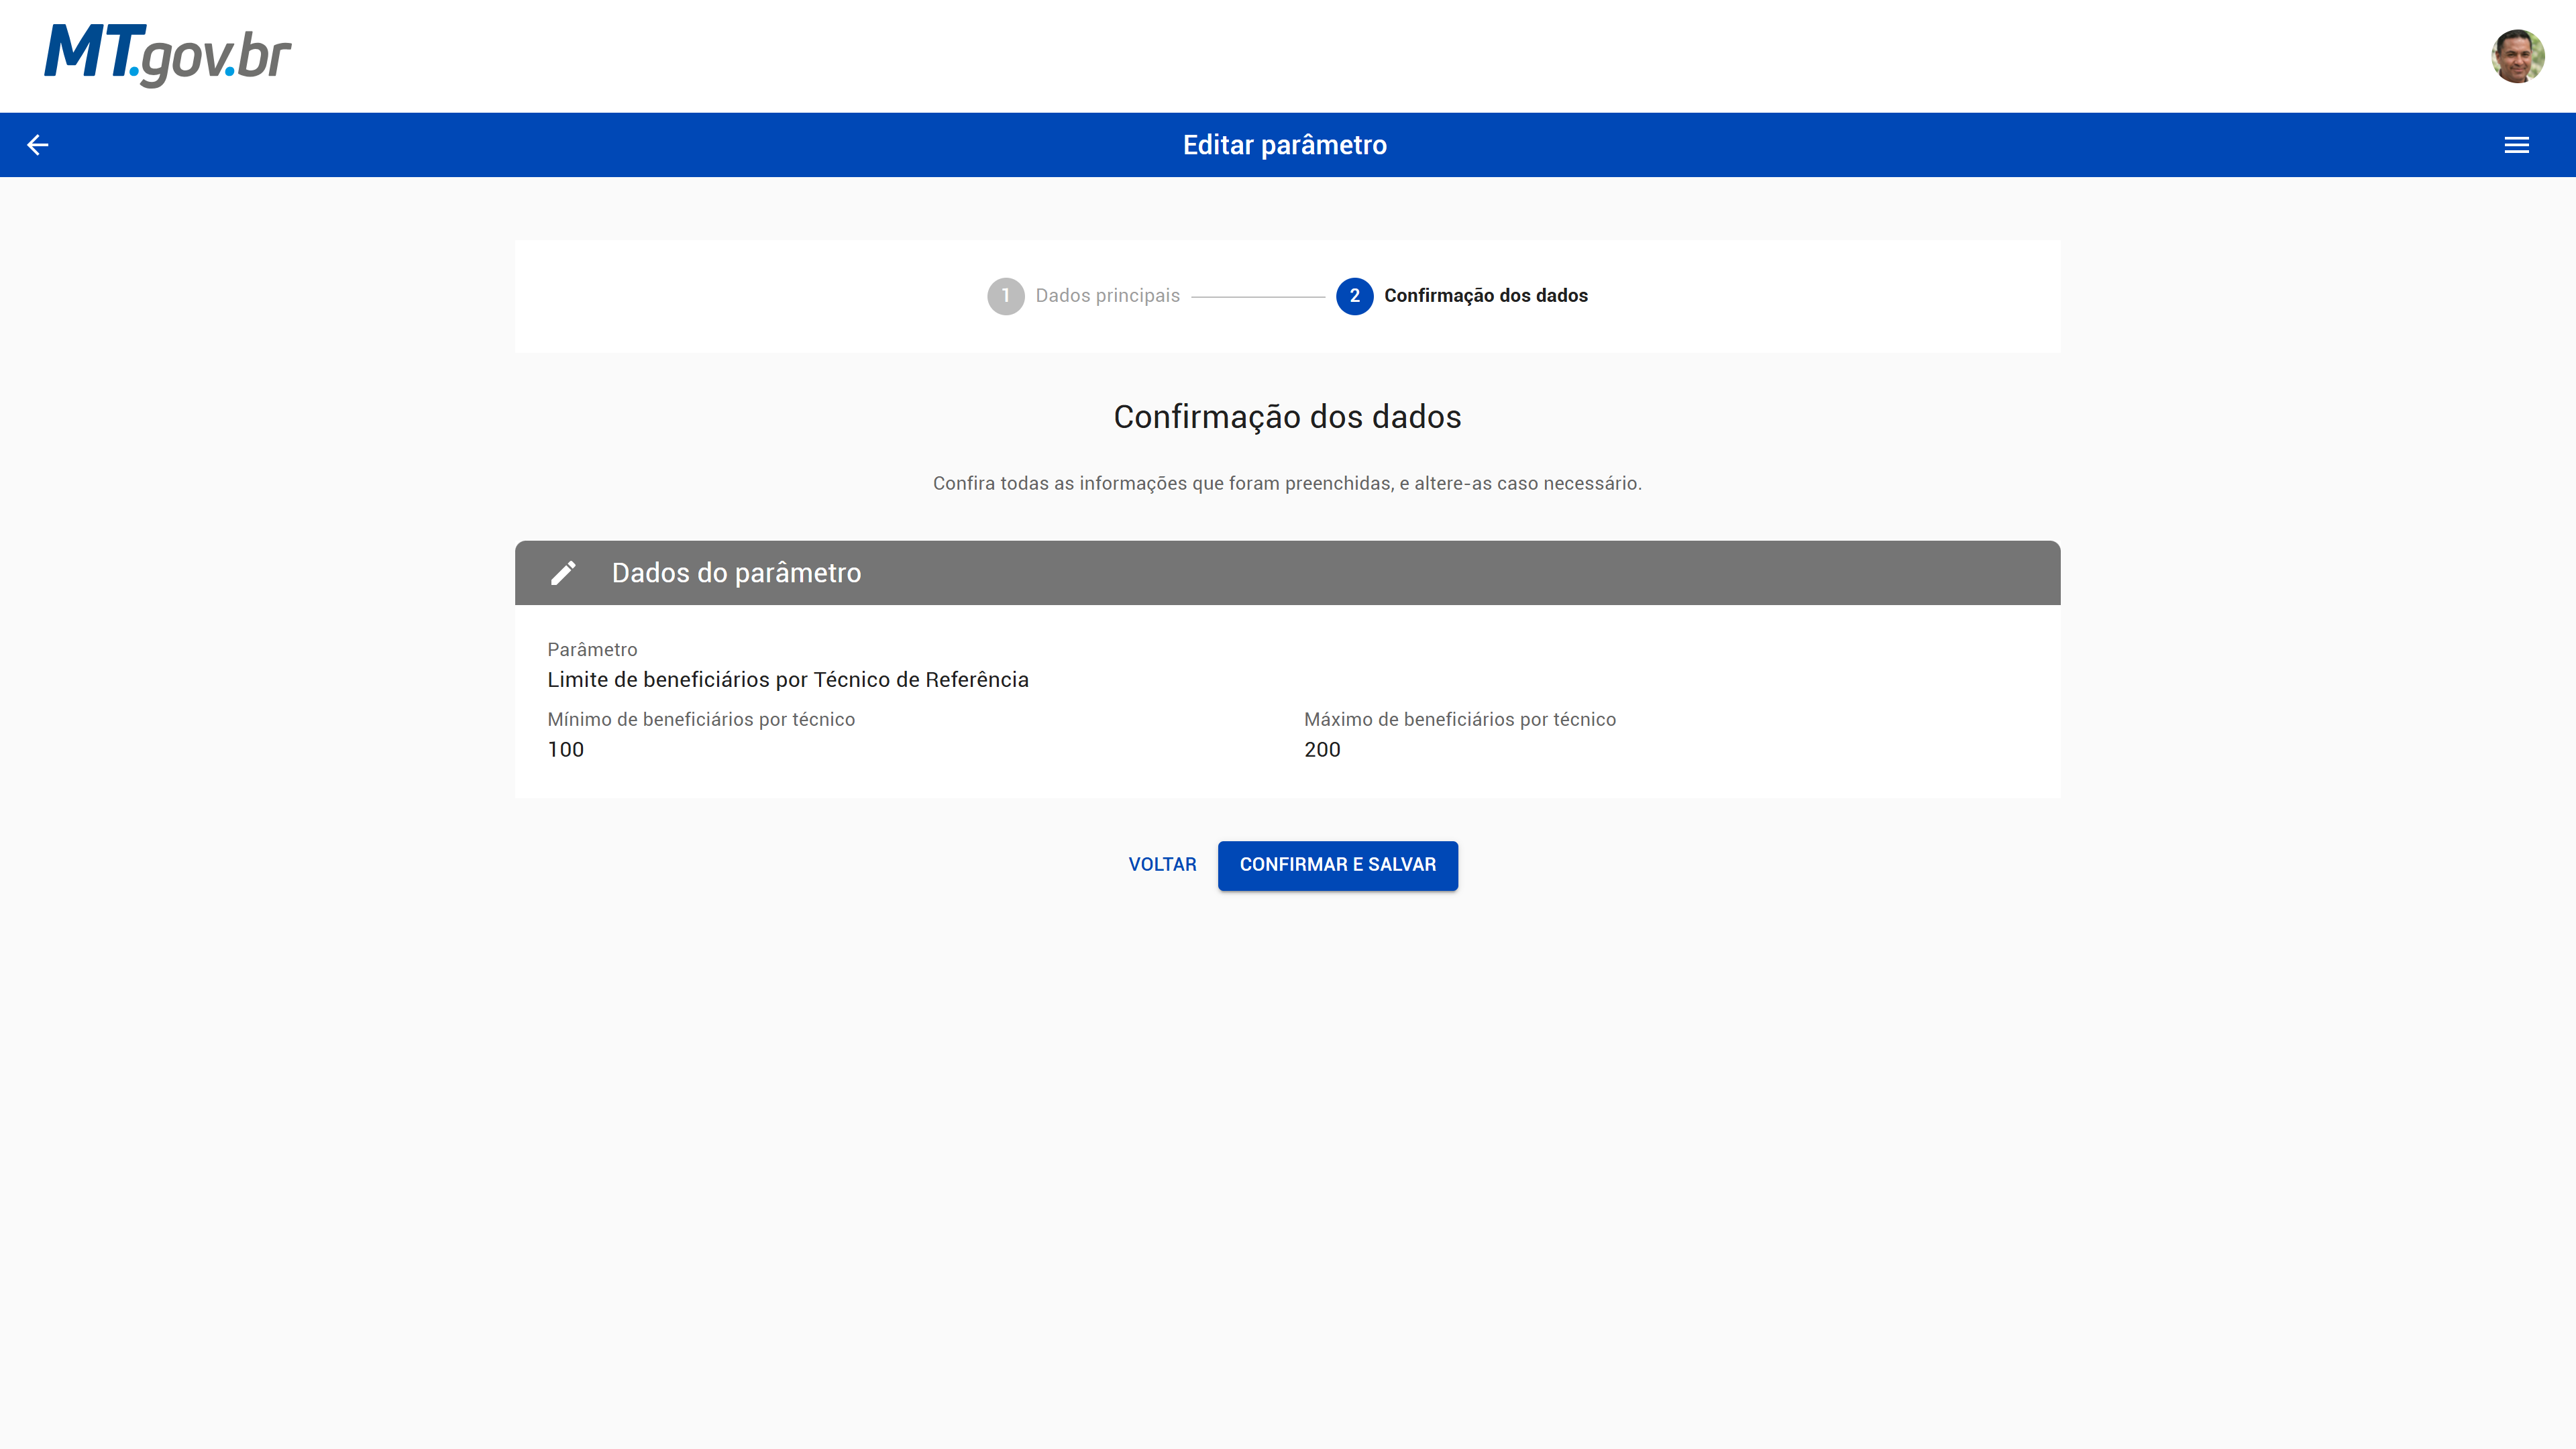 MT.gov.br
Editar parâmetro
1 Dados principais 2 Confirmação dos dados
Confirmação dos dados
Confira todas as informações que foram preenchidas, e altere-as caso necessário.
Dados do parâmetro
Parâmetro
Limite de beneficiários por Técnico de Referência
Mínimo de beneficiários por técnico Máximo de beneficiários por técnico
100 200
VOLTAR CONFIRMAR E SALVAR